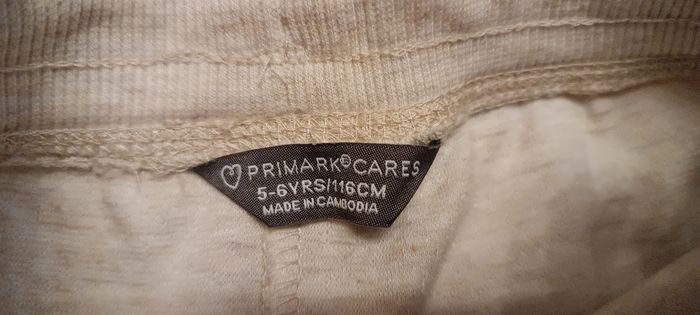 ♡ PRIMARK® CARES
5-6YRS/116CM
MADE IN CAMBODIA